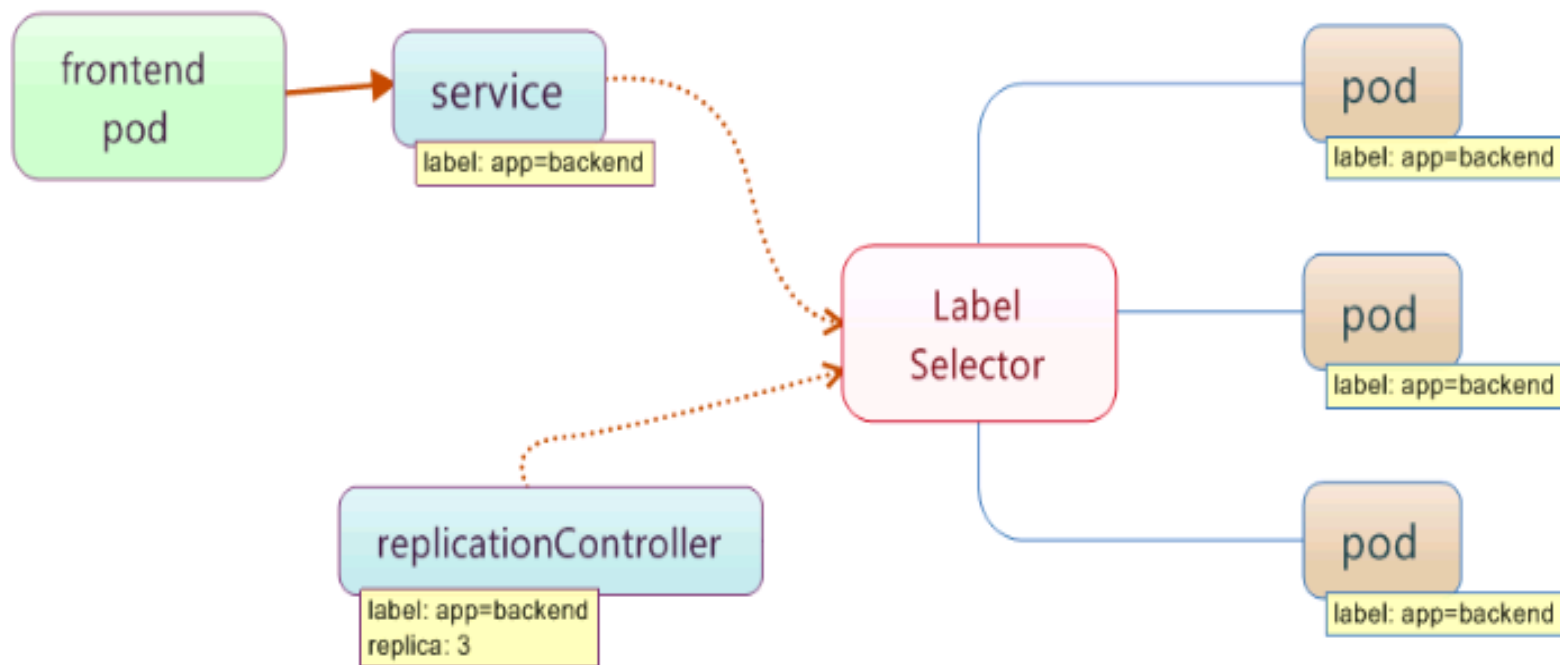 frontend
pod
service
label: app=backend
pod
label: app=backend
Label
Selector
pod
label: app=backend
replicationController
label: app=backend
replica: 3
pod
label: app=backend